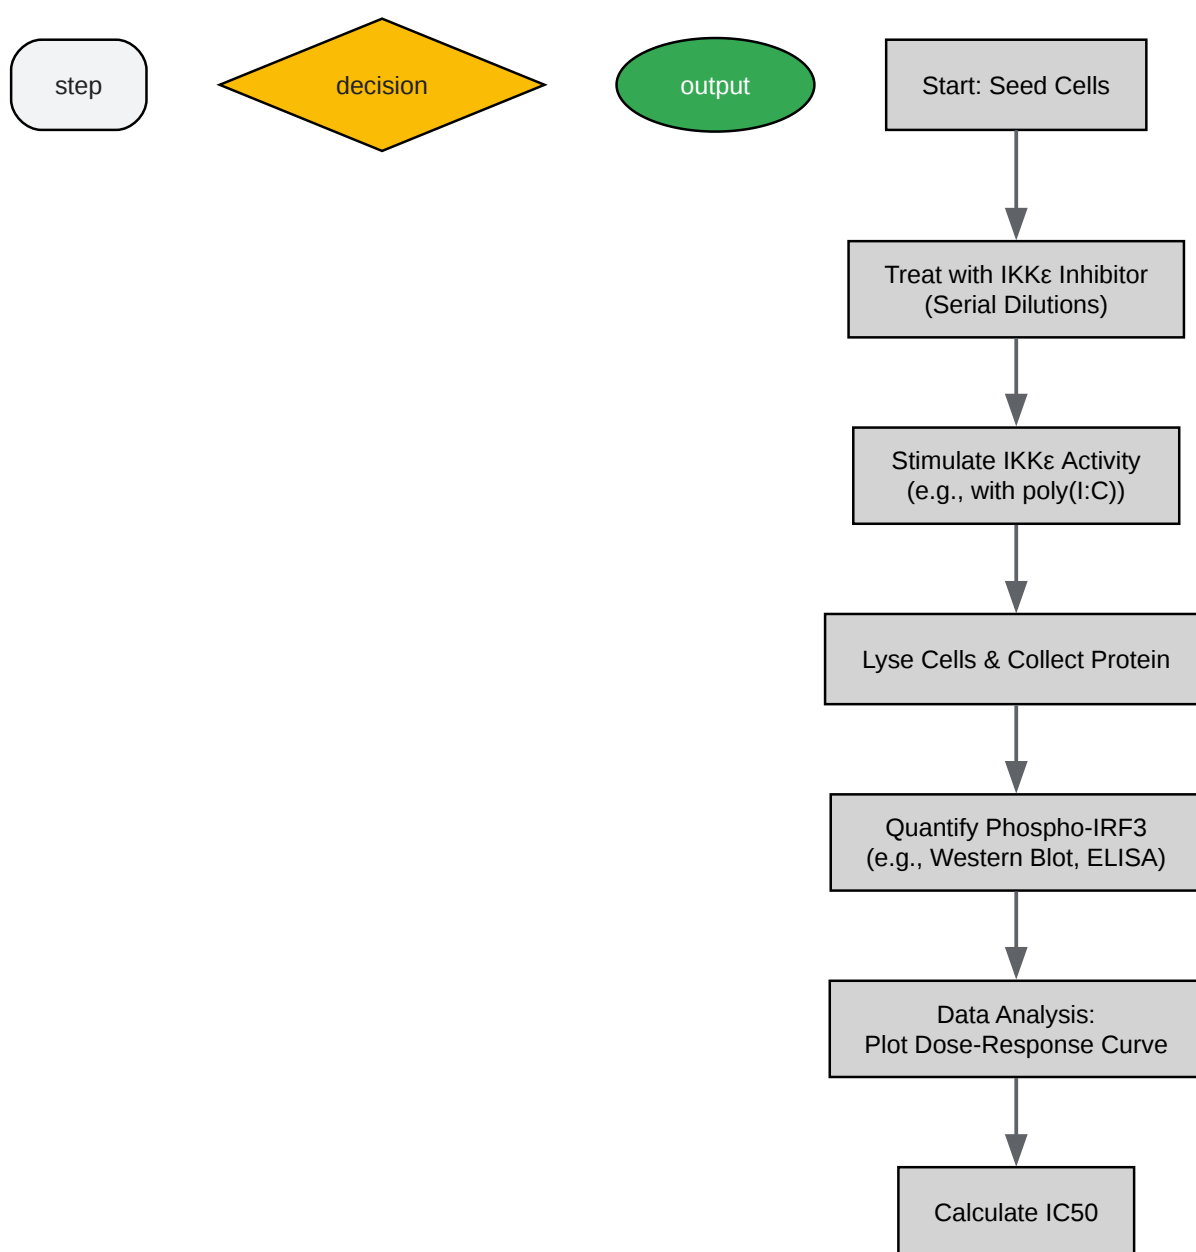 step
decision
output
Start: Seed Cells
Treat with IKKε Inhibitor
(Serial Dilutions)
Stimulate IKKε Activity
(e.g., with poly(I:C))
Lyse Cells & Collect Protein
Quantify Phospho-IRF3
(e.g., Western Blot, ELISA)
Data Analysis:
Plot Dose-Response Curve
Calculate IC50